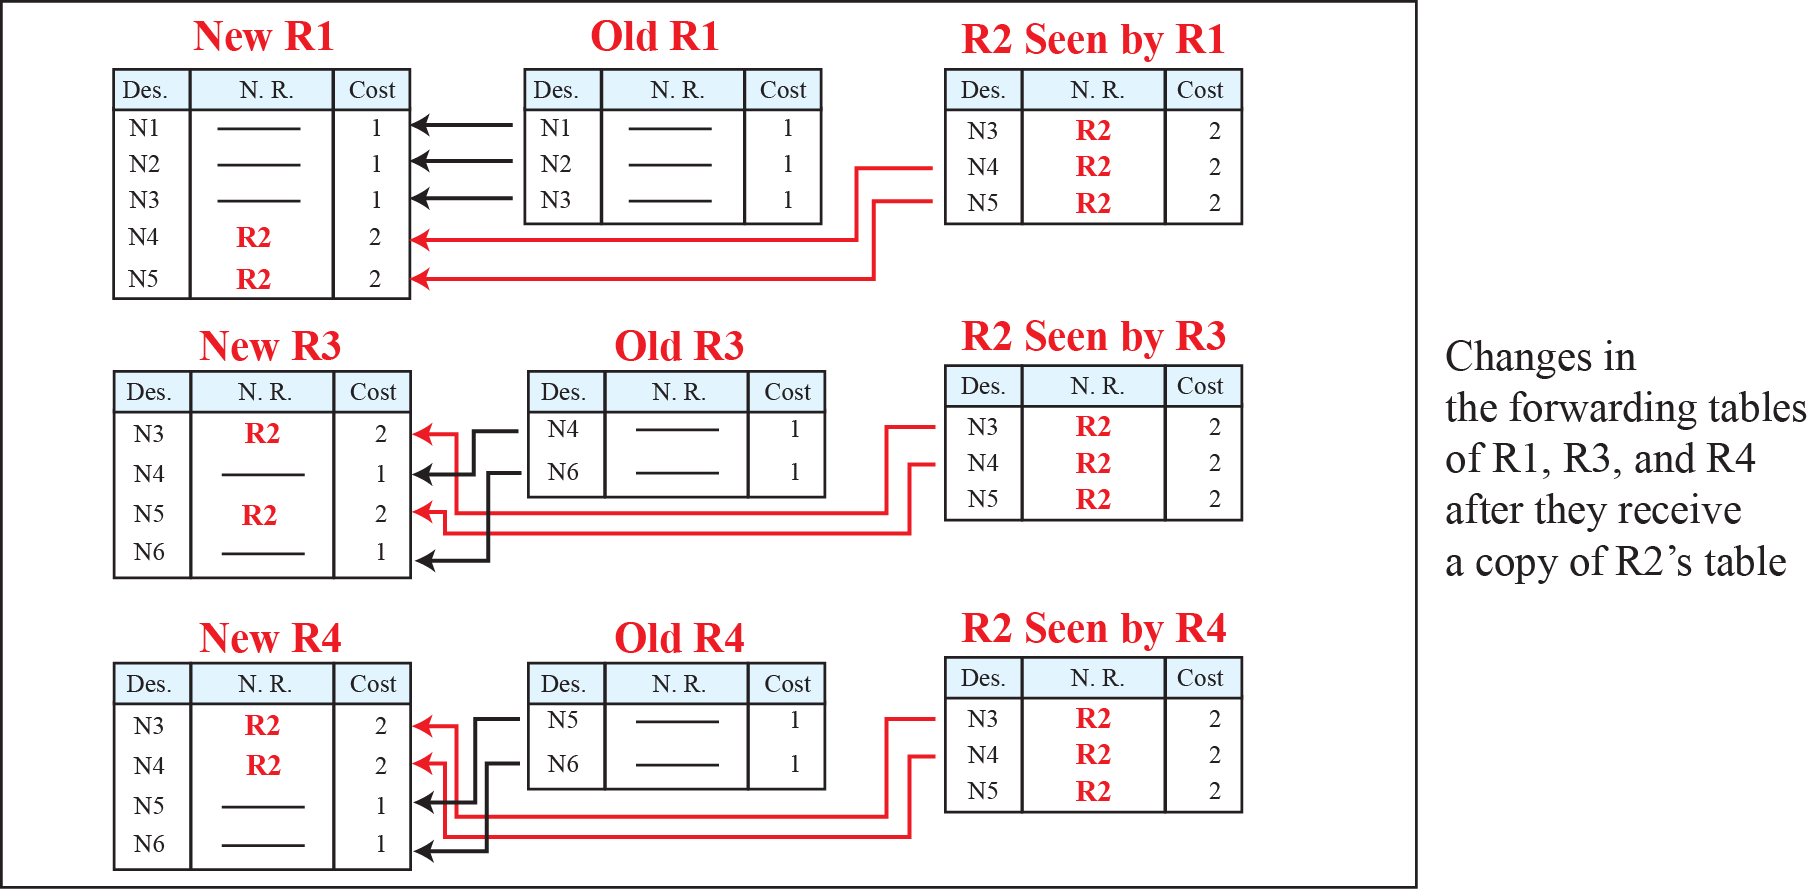 New R1 Old R1 R2 Seen by R1
Des. N. R. Cost Des. N. R. Cost Des. N. R. Cost
N1 1 N1 1 N3 R2 2
N2 1 N2 1 N4 R2 2
N3 1 N3 1 N5 R2 2
N4 R2 2
N5 R2 2
New R3 Old R3 R2 Seen by R3
Des. N. R. Cost Des. N. R. Cost Des. N. R. Cost
N3 R2 2 N4 1 N3 R2 2
N4 1 N6 1 N4 R2 2
N5 R2 2 N5 R2 2
N6 1
New R4 Old R4 R2 Seen by R4
Des. N. R. Cost Des. N. R. Cost Des. N. R. Cost
N3 R2 2 N5 1 N3 R2 2
N4 R2 2 N6 1 N4 R2 2
N5 1 N5 R2 2
N6 1
Changes in
the forwarding tables
of R1, R3, and R4
after they receive
a copy of R2’s table